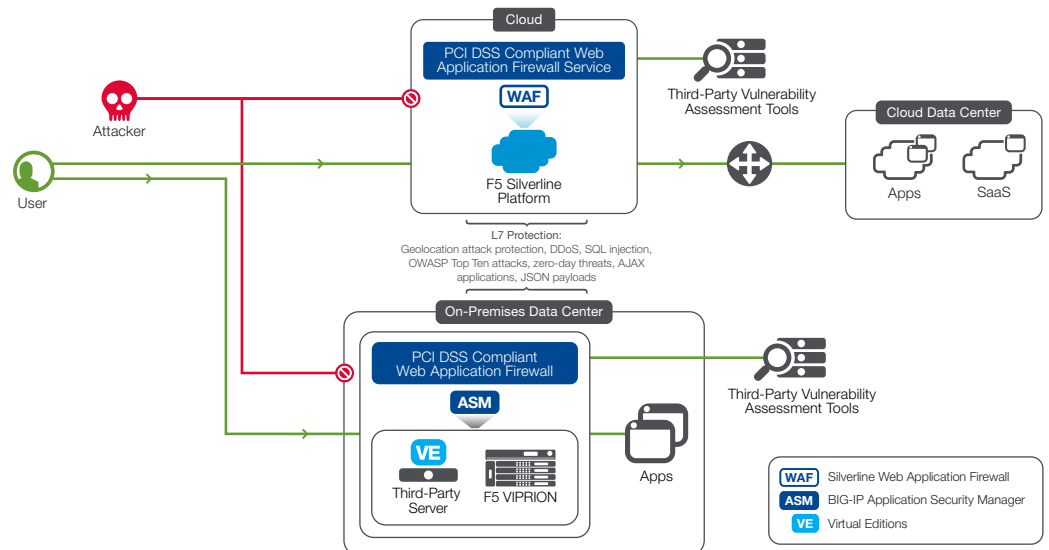 Cloud
PCI DSS Compliant Web
Application Firewall Service
WAF
F5 Silverline
Platform
Attacker
User
Third-Party Vulnerability
Assessment Tools
Cloud Data Center
Apps
SaaS
L7 Protection:
Geolocation attack protection, DDoS, SQL injection,
OWASP Top Ten attacks, zero-day threats, AJAX
applications, JSON payloads
On-Premises Data Center
PCI DSS Compliant
Web Application Firewall
ASM
VE
Third-Party
Server
F5 VIPRION
Apps
Third-Party Vulnerability
Assessment Tools
WAF Silverline Web Application Firewall
ASM BIG-IP Application Security Manager
VE Virtual Editions